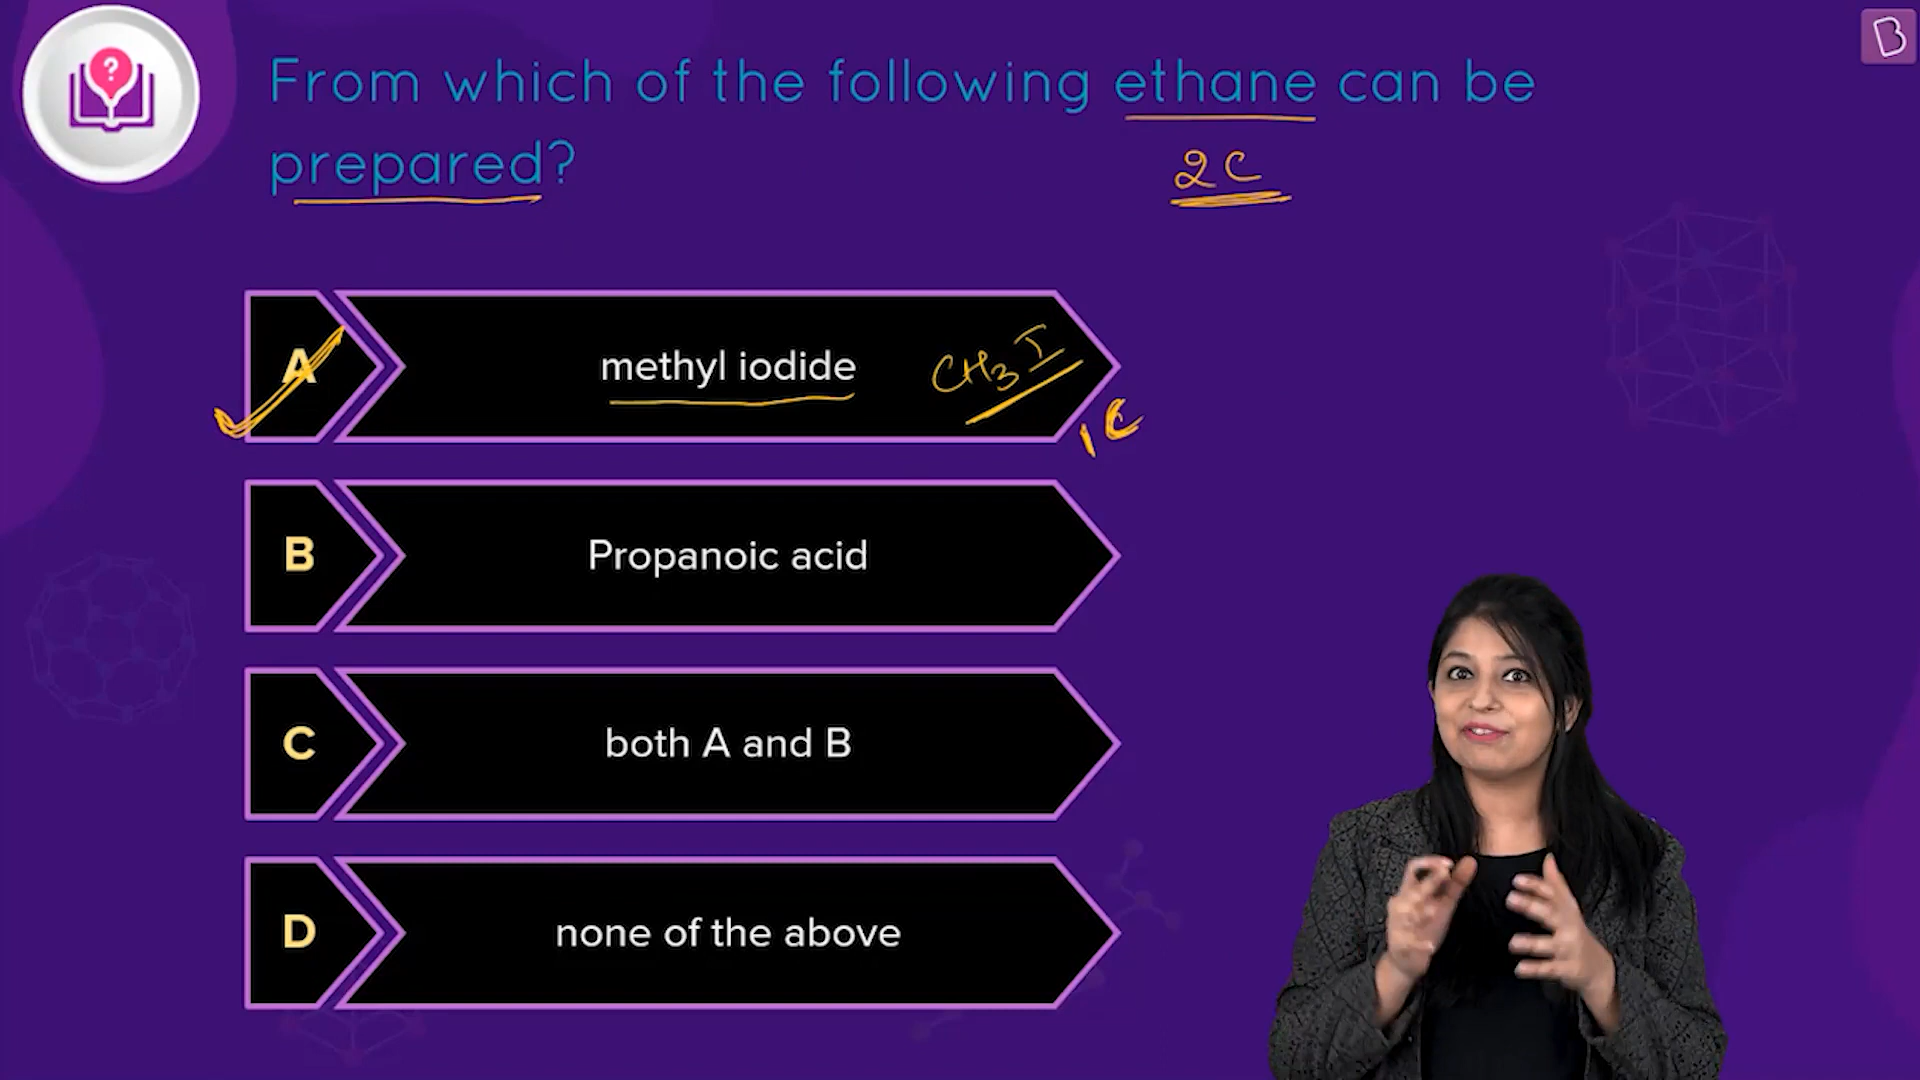 From which of the following ethane can be
prepared?
2C
A
methyl iodide
CH3I
1C
B
Propanoic acid
C
both A and B
D
none of the above
?
B